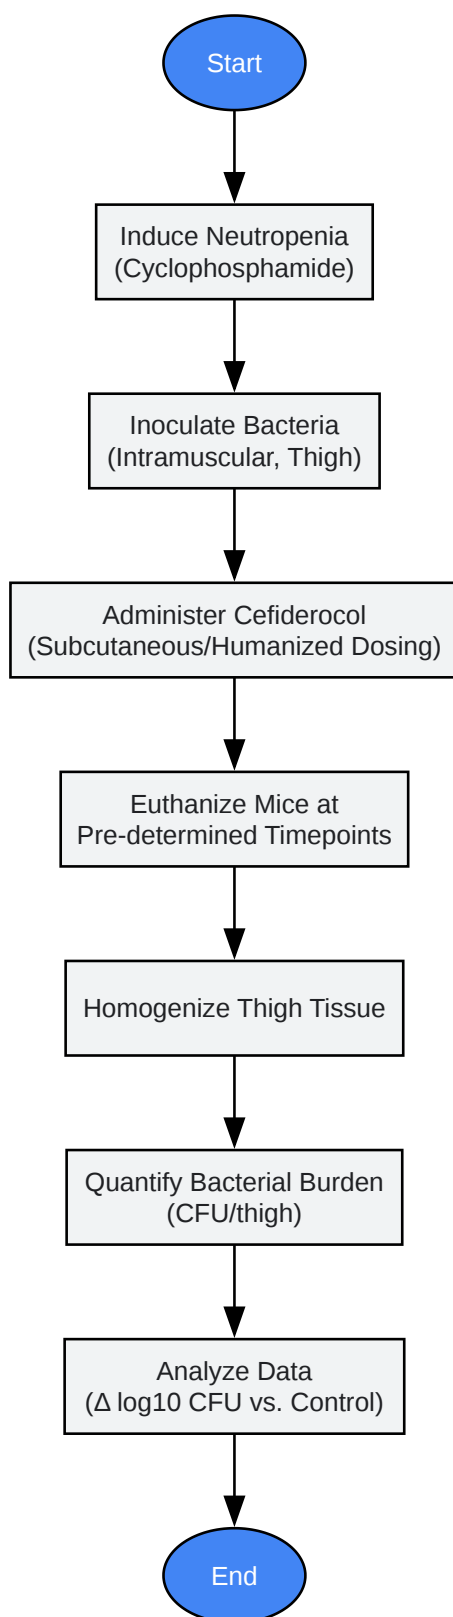 Start
Induce Neutropenia
(Cyclophosphamide)
Inoculate Bacteria
(Intramuscular, Thigh)
Administer Cefiderocol
(Subcutaneous/Humanized Dosing)
Euthanize Mice at
Pre-determined Timepoints
Homogenize Thigh Tissue
Quantify Bacterial Burden
(CFU/thigh)
Analyze Data
(Δ log10 CFU vs. Control)
End